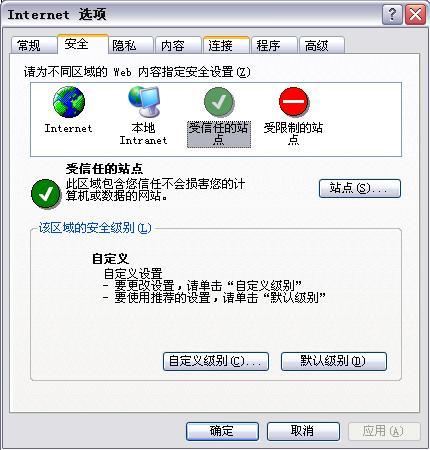 Internet 选项
常规 安全 隐私 内容 连接 程序 高级
请为不同区域的 Web 内容指定安全设置(Z)
Internet 本地 Intranet 受信任的站点 受限制的站点
受信任的站点
此区域包含您信任不会损害您的计
算机或数据的网站。
站点(S)...
该区域的安全级别(L)
自定义
自定义设置
- 要更改设置，请单击“自定义级别”
- 要使用推荐的设置，请单击“默认级别”
自定义级别(C)... 默认级别(D)
确定 取消 应用(A)